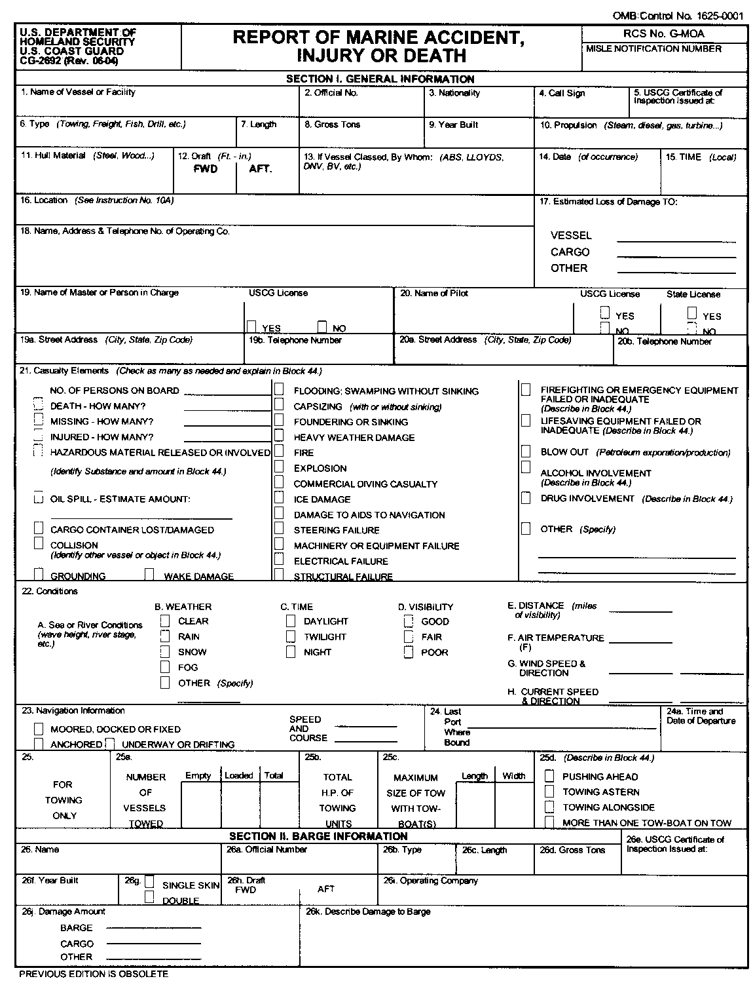 OMB Control No. 1625-0001
U.S. DEPARTMENT OF
HOMELAND SECURITY
U.S. COAST GUARD
CG-2692 (Rev. 06-04)
REPORT OF MARINE ACCIDENT,
INJURY OR DEATH
RCS No. G-MOA
MISLE NOTIFICATION NUMBER
SECTION I. GENERAL INFORMATION
1. Name of Vessel or Facility
2. Official No.
3. Nationality
4. Call Sign
5. USCG Certificate of
Inspection Issued at:
6. Type (Towing, Freight, Fish, Drill, etc.)
7. Length
8. Gross Tons
9. Year Built
10. Propulsion (Steam, diesel, gas, turbine...)
11. Hull Material (Steel, Wood...)
12. Draft (Ft. - in.)
FWD AFT.
13. If Vessel Classed, By Whom: (ABS, LLOYDS,
DNV, BV, etc.)
14. Date (of occurrence)
15. TIME (Local)
16. Location (See Instruction No. 10A)
17. Estimated Loss of Damage TO:
VESSEL
CARGO
OTHER
18. Name, Address & Telephone No. of Operating Co.
19. Name of Master or Person in Charge
USCG License
YES NO
20. Name of Pilot
USCG License
YES
NO
State License
YES
NO
19a. Street Address (City, State, Zip Code)
19b. Telephone Number
20a. Street Address (City, State, Zip Code)
20b. Telephone Number
21. Casualty Elements (Check as many as needed and explain in Block 44.)
NO. OF PERSONS ON BOARD
DEATH - HOW MANY?
MISSING - HOW MANY?
INJURED - HOW MANY?
HAZARDOUS MATERIAL RELEASED OR INVOLVED
(Identify Substance and amount in Block 44.)
OIL SPILL - ESTIMATE AMOUNT:
CARGO CONTAINER LOST/DAMAGED
COLLISION
(Identify other vessel or object in Block 44.)
GROUNDING WAKE DAMAGE
FLOODING; SWAMPING WITHOUT SINKING
CAPSIZING (with or without sinking)
FOUNDERING OR SINKING
HEAVY WEATHER DAMAGE
FIRE
EXPLOSION
COMMERCIAL DIVING CASUALTY
ICE DAMAGE
DAMAGE TO AIDS TO NAVIGATION
STEERING FAILURE
MACHINERY OR EQUIPMENT FAILURE
ELECTRICAL FAILURE
STRUCTURAL FAILURE
FIREFIGHTING OR EMERGENCY EQUIPMENT
FAILED OR INADEQUATE
(Describe in Block 44.)
LIFESAVING EQUIPMENT FAILED OR
INADEQUATE (Describe in Block 44.)
BLOW OUT (Petroleum exporation/production)
ALCOHOL INVOLVEMENT
(Describe in Block 44.)
DRUG INVOLVEMENT (Describe in Block 44.)
OTHER (Specify)
22. Conditions
A. Sea or River Conditions
(wave height, river stage,
etc.)
B. WEATHER
CLEAR
RAIN
SNOW
FOG
OTHER (Specify)
C. TIME
DAYLIGHT
TWILIGHT
NIGHT
D. VISIBILITY
GOOD
FAIR
POOR
E. DISTANCE (miles
of visibility)
F. AIR TEMPERATURE
(F)
G. WIND SPEED &
DIRECTION
H. CURRENT SPEED
& DIRECTION
23. Navigation Information
MOORED, DOCKED OR FIXED
ANCHORED UNDERWAY OR DRIFTING
SPEED
AND
COURSE
24. Last
Port
Where
Bound
24a. Time and
Date of Departure
25.
FOR
TOWING
ONLY
25a.
NUMBER
OF
VESSELS
TOWED
Empty Loaded Total
25b.
TOTAL
H.P. OF
TOWING
UNITS
25c.
MAXIMUM
SIZE OF TOW
WITH TOW-
BOAT(S)
Length Width
25d. (Describe in Block 44.)
PUSHING AHEAD
TOWING ASTERN
TOWING ALONGSIDE
MORE THAN ONE TOW-BOAT ON TOW
SECTION II. BARGE INFORMATION
26. Name
26a. Official Number
26b. Type
26c. Length
26d. Gross Tons
26e. USCG Certificate of
Inspection Issued at:
26f. Year Built
26g.
SINGLE SKIN
DOUBLE
26h. Draft
FWD AFT
26i. Operating Company
26j. Damage Amount
BARGE
CARGO
OTHER
26k. Describe Damage to Barge
PREVIOUS EDITION IS OBSOLETE